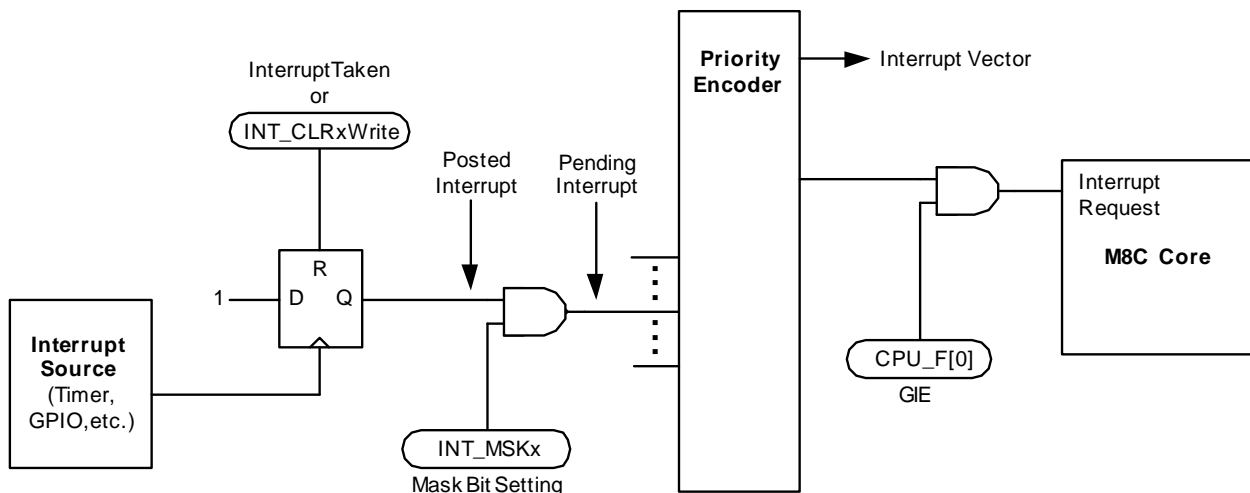 InterruptTaken
or
INT_CLRxWrite
Posted
Interrupt
Pending
Interrupt
Priority
Encoder
Interrupt Vector
Interrupt
Request
M8C Core
R
1
D
Q
Interrupt
Source
(Timer,
GPIO,etc.)
INT_MSKx
Mask Bit Setting
CPU_F[0]
GIE